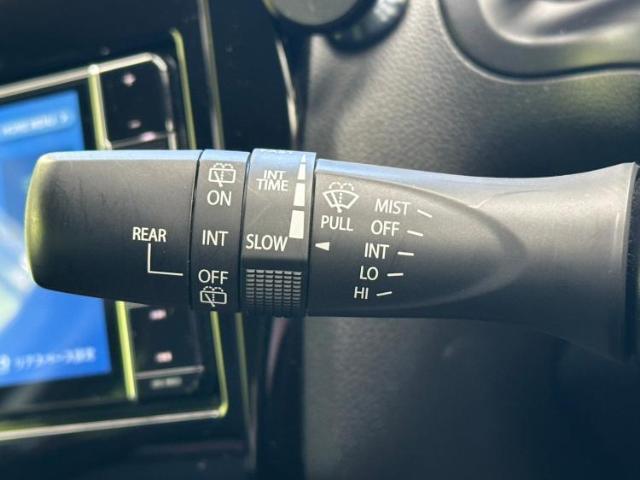 REAR
ON
INT
OFF
INT
TIME
SLOW
PULL
MIST
OFF
INT
LO
HI